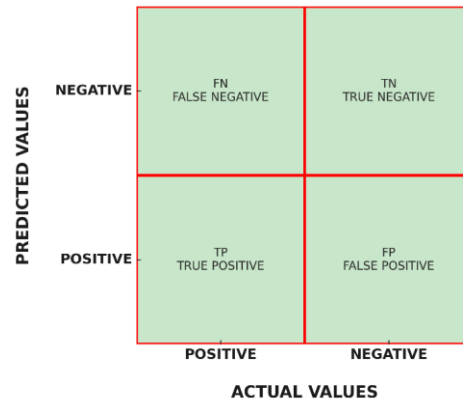 PREDICTED VALUES
NEGATIVE
FN
FALSE NEGATIVE
TN
TRUE NEGATIVE
POSITIVE
TP
TRUE POSITIVE
FP
FALSE POSITIVE
POSITIVE
NEGATIVE
ACTUAL VALUES